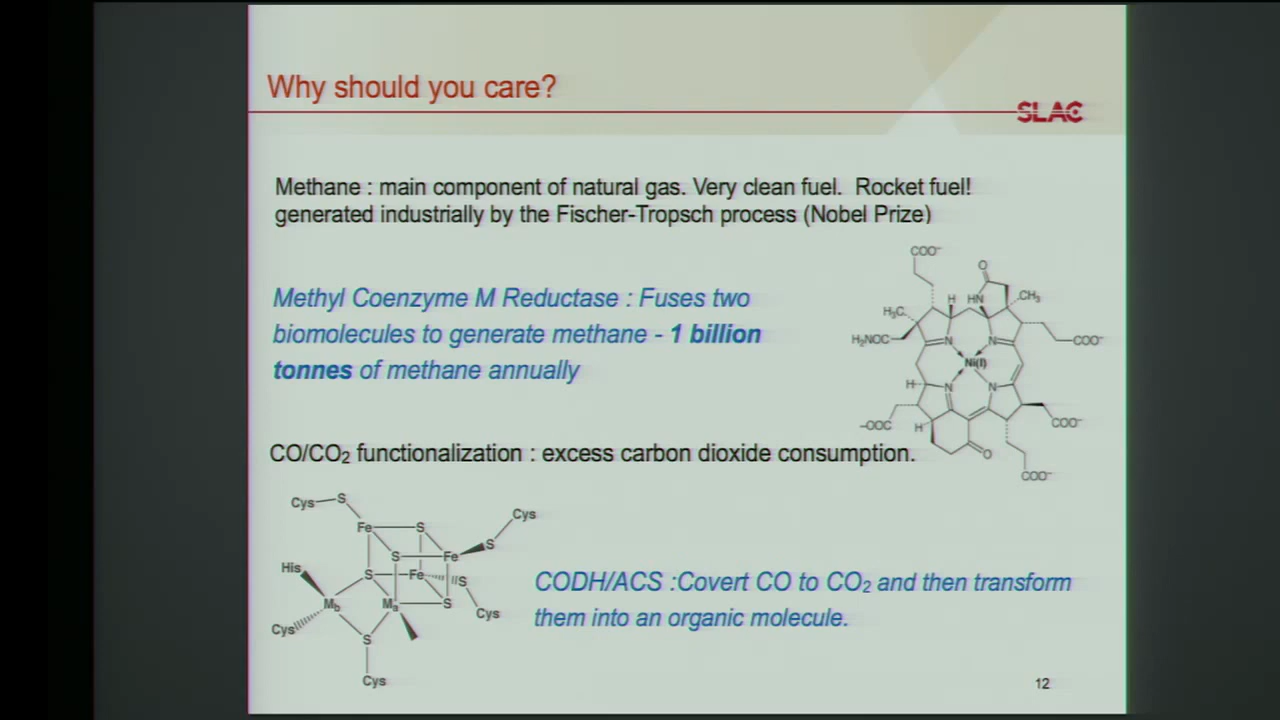 Why should you care?
SLAC
Methane : main component of natural gas. Very clean fuel. Rocket fuel!
generated industrially by the Fischer-Tropsch process (Nobel Prize)
Methyl Coenzyme M Reductase : Fuses two
biomolecules to generate methane - 1 billion
tonnes of methane annually
COO⁻
O
H
HN
CH₃
H₃C
H₂NOC
N
N
COO⁻
Ni(I)
H
N
N
-OOC
H
COO⁻
O
COO⁻
CO/CO₂ functionalization : excess carbon dioxide consumption.
Cys
S
Cys
Fe
S
S
Fe
S
His
S
Fe
S
Mb
Ma
S
Cys
Cys
S
Cys
CODH/ACS :Covert CO to CO₂ and then transform
them into an organic molecule.
12